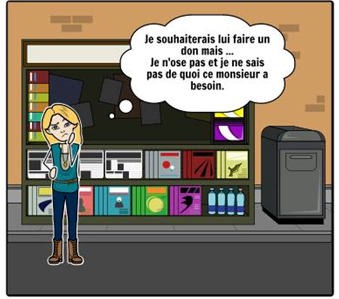 Je souhaiterais lui faire un
don mais ...
Je n'ose pas et je ne sais
pas de quoi ce monsieur a
besoin.